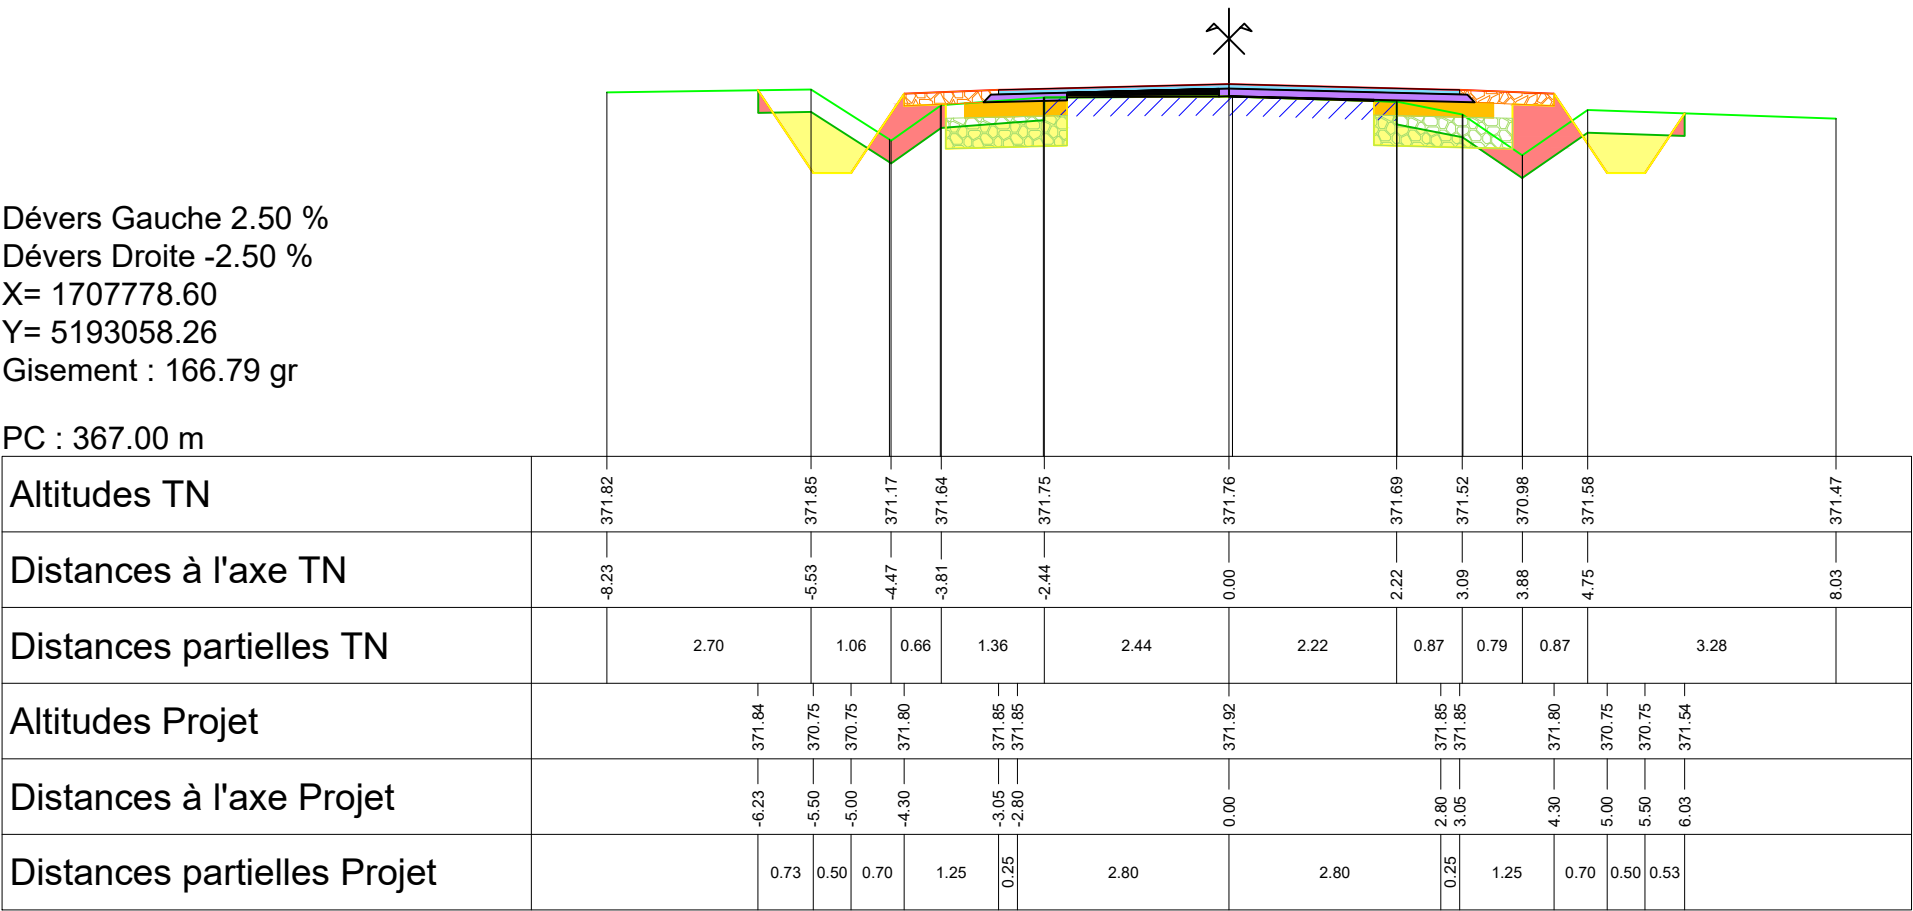 Dévers Gauche 2.50 %
Dévers Droite -2.50 %
X= 1707778.60
Y= 5193058.26
Gisement : 166.79 gr
PC : 367.00 m
Altitudes TN 371.82 371.85 371.17 371.64 371.75 371.76 371.69 371.52 370.98 371.58 371.47
Distances à l'axe TN -8.23 -5.53 -4.47 -3.81 -2.44 0.00 2.22 3.09 3.88 4.75 8.03
Distances partielles TN 2.70 1.06 0.66 1.36 2.44 2.22 0.87 0.79 0.87 3.28
Altitudes Projet 371.84 370.75 370.75 371.80 371.85 371.85 371.92 371.85 371.85 371.80 370.75 370.75 371.54
Distances à l'axe Projet -6.23 -5.50 -5.00 -4.30 -3.05 -2.80 0.00 2.80 3.05 4.30 5.00 5.50 6.03
Distances partielles Projet 0.73 0.50 0.70 1.25 0.25 2.80 2.80 0.25 1.25 0.70 0.50 0.53